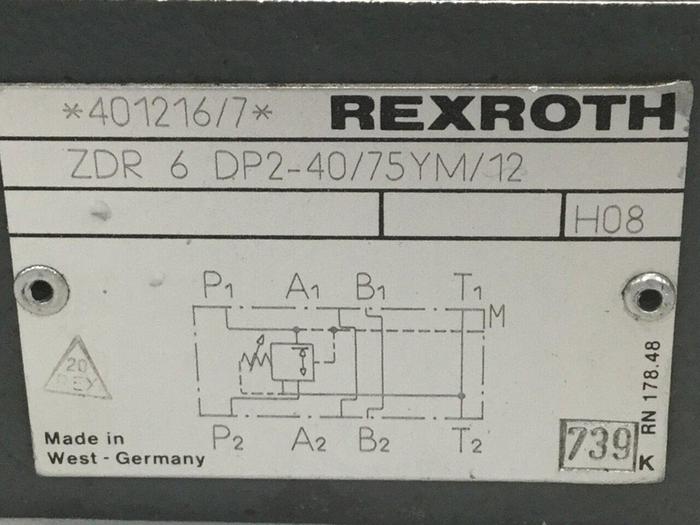 *401216/7* REXROTH
ZDR 6 DP2-40/75YM/12
H08
P1 A1 B1 T1
M
20
REX
P2 A2 B2 T2
Made in
West - Germany
739 K
RN 178.48